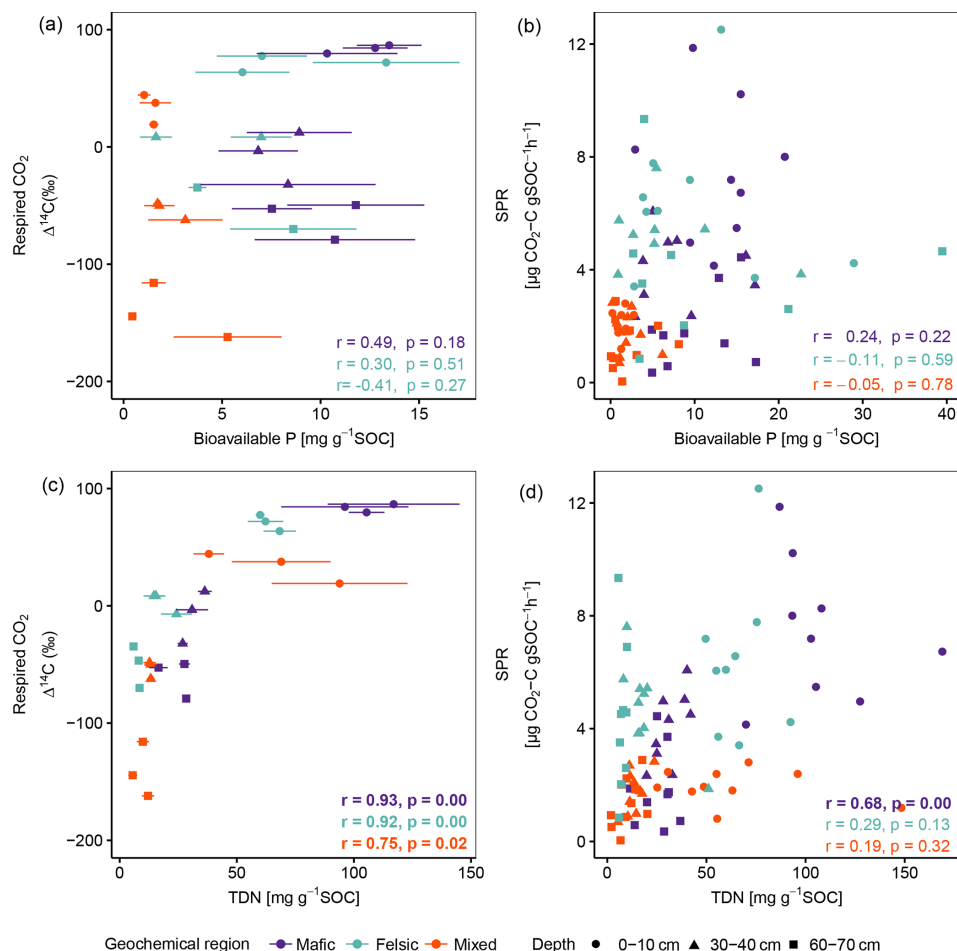 (a)
100
0
−100
−200
Respired CO2
Δ14C(‰)
r = 0.49, p = 0.18
r = 0.30, p = 0.51
r= -0.41, p = 0.27
0 5 10 15
Bioavailable P [mg g−1SOC]
(b)
12
8
4
0
SPR
[µg CO2−C gSOC−1h−1]
r = 0.24, p = 0.22
r = −0.11, p = 0.59
r = −0.05, p = 0.78
0 10 20 30 40
Bioavailable P [mg g−1SOC]
(c)
100
0
−100
−200
Respired CO2
Δ14C (‰)
r = 0.93, p = 0.00
r = 0.92, p = 0.00
r = 0.75, p = 0.02
0 50 100 150
TDN [mg g−1SOC]
(d)
12
8
4
0
SPR
[µg CO2−C gSOC−1h−1]
r = 0.68, p = 0.00
r = 0.29, p = 0.13
r = 0.19, p = 0.32
0 50 100 150
TDN [mg g−1SOC]
Geochemical region Mafic Felsic Mixed Depth 0−10 cm 30−40 cm 60−70 cm